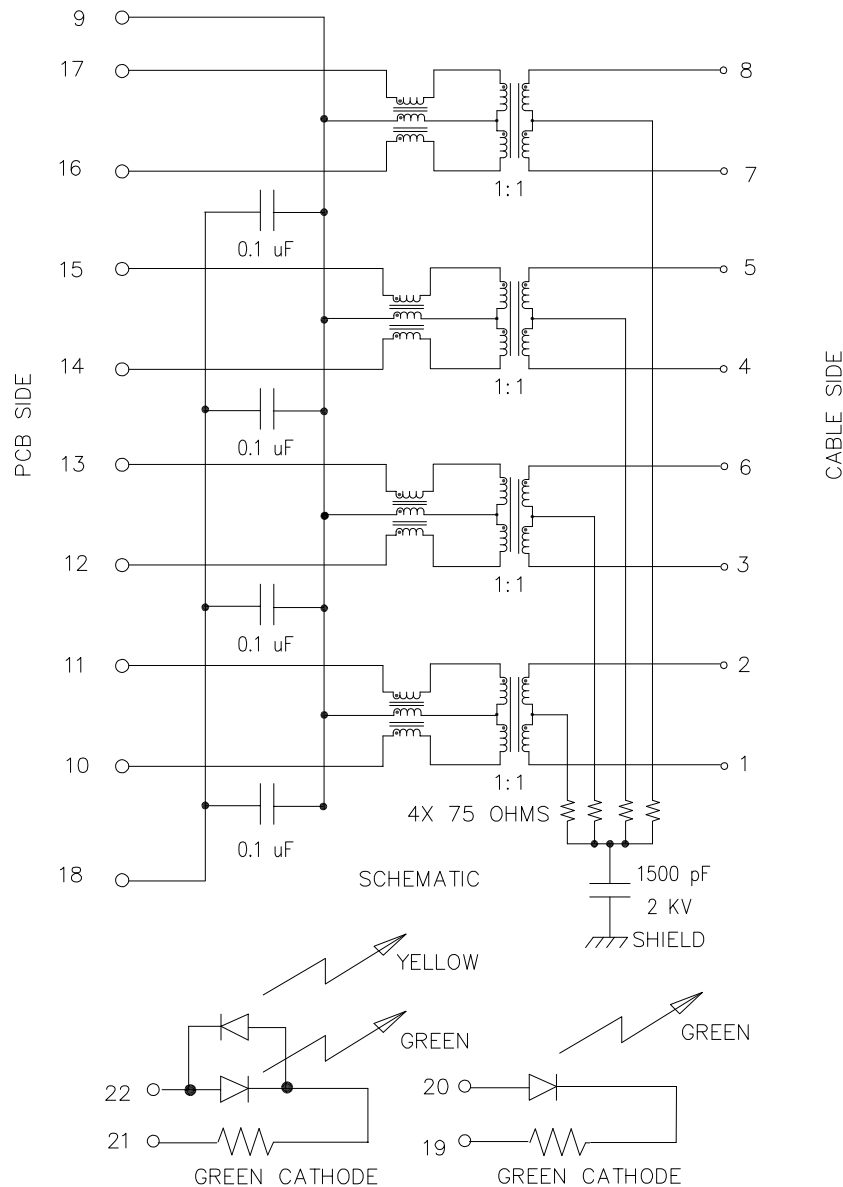 9
17
8
16
7
1:1
0.1 uF
15
5
14
4
1:1
PCB SIDE
CABLE SIDE
0.1 uF
13
6
12
3
1:1
0.1 uF
11
2
10
1
1:1
4X 75 OHMS
0.1 uF
18
SCHEMATIC
1500 pF
2 KV
SHIELD
YELLOW
GREEN
GREEN
22
20
21
19
GREEN CATHODE
GREEN CATHODE